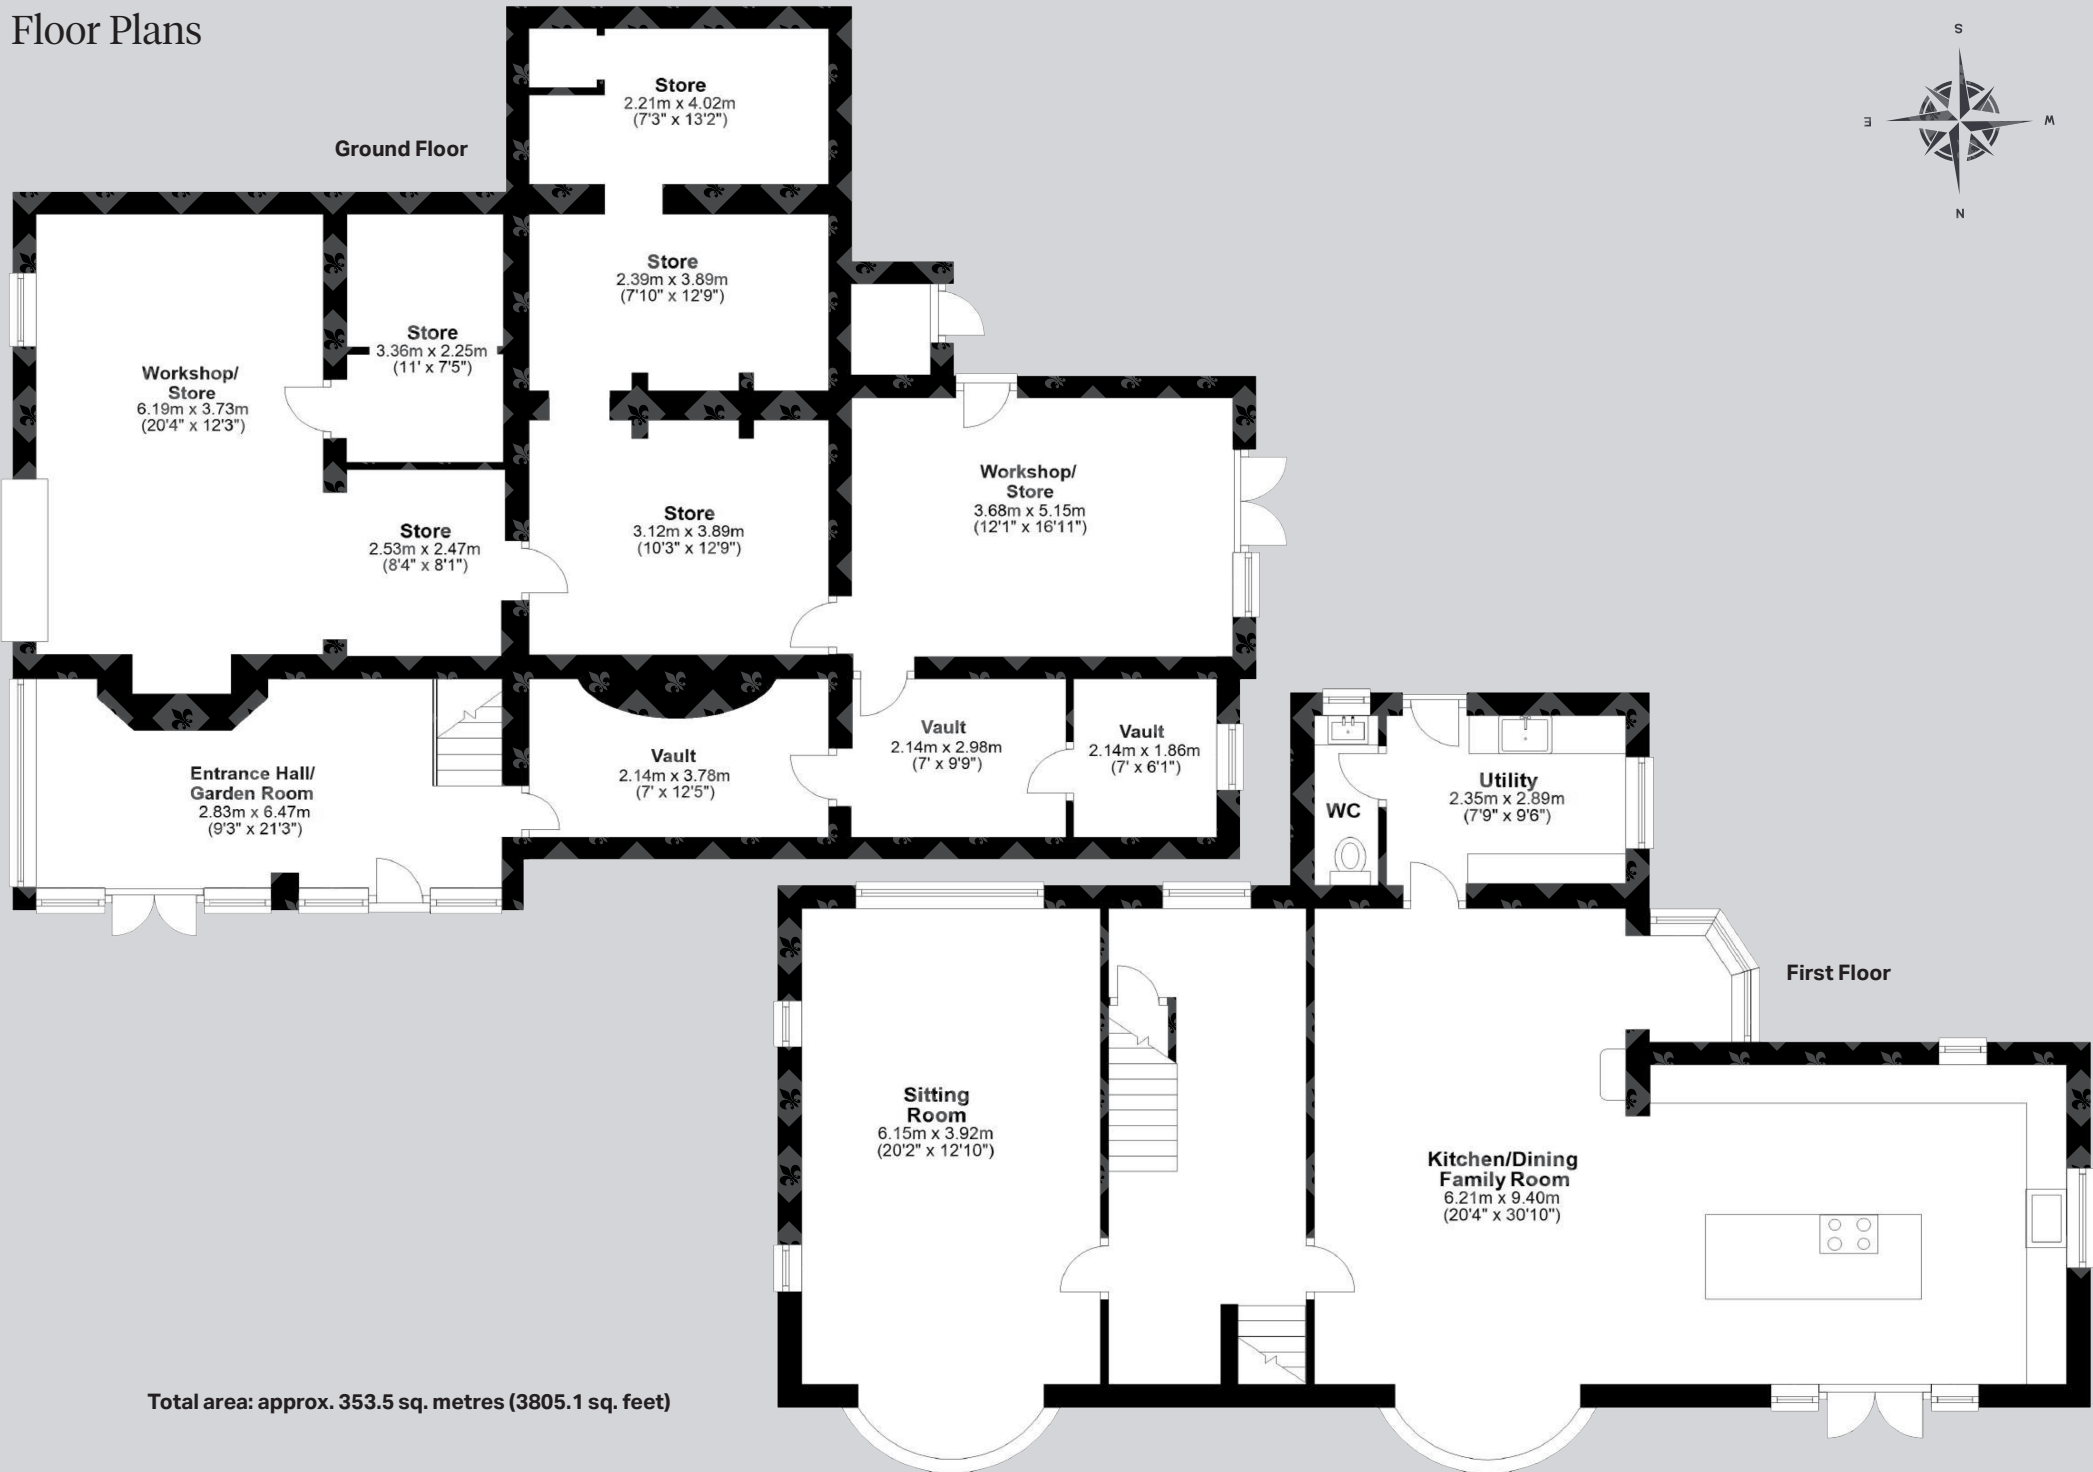 Floor Plans
Ground Floor
S
E
W
N
Store
2.21m x 4.02m
(7'3" x 13'2")
Store
2.39m x 3.89m
(7'10" x 12'9")
Store
3.36m x 2.25m
(11' x 7'5")
Workshop/
Store
6.19m x 3.73m
(20'4" x 12'3")
Workshop/
Store
3.68m x 5.15m
(12'1" x 16'11")
Store
3.12m x 3.89m
(10'3" x 12'9")
Store
2.53m x 2.47m
(8'4" x 8'1")
Entrance Hall/
Garden Room
2.83m x 6.47m
(9'3" x 21'3")
Vault
2.14m x 3.78m
(7' x 12'5")
Vault
2.14m x 2.98m
(7' x 9'9")
Vault
2.14m x 1.86m
(7' x 6'1")
WC
Utility
2.35m x 2.89m
(7'9" x 9'6")
First Floor
Sitting
Room
6.15m x 3.92m
(20'2" x 12'10")
Kitchen/Dining
Family Room
6.21m x 9.40m
(20'4" x 30'10")
Total area: approx. 353.5 sq. metres (3805.1 sq. feet)